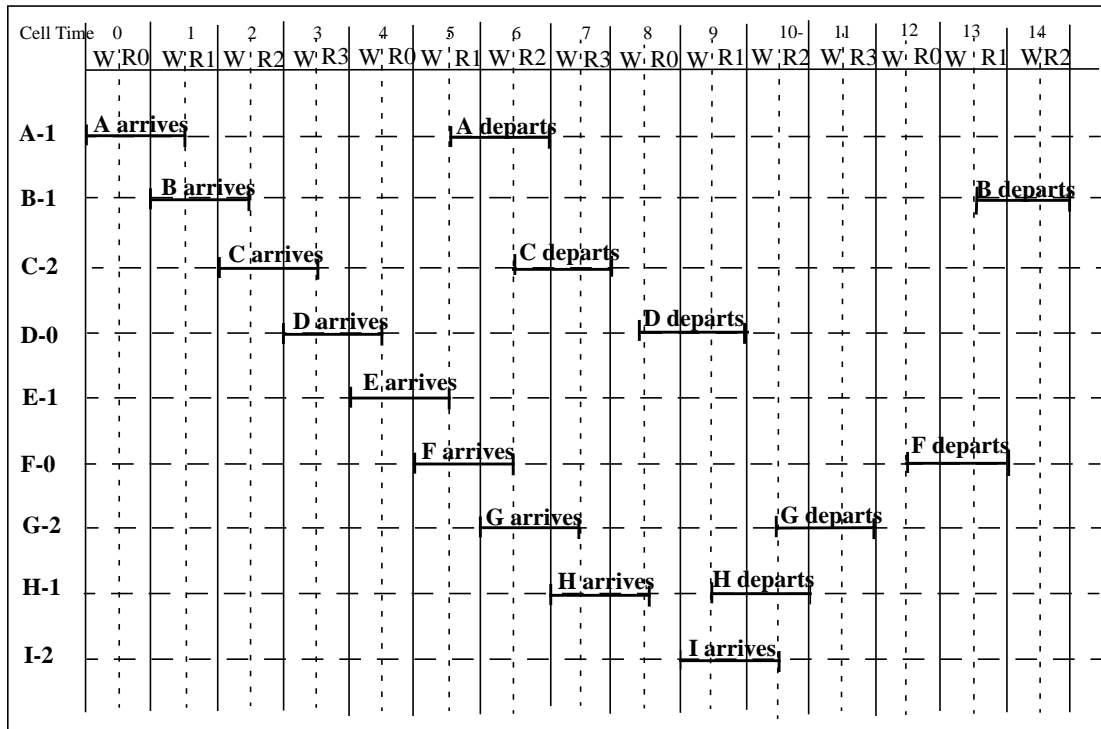 Cell Time 0 1 2 3 4 5 6 7 8 9 10- 11 12 13 14
W R0 W R1 W R2 W R3 W R0 W R1 W R2 W R3 W R0 W R1 W R2 W R3 W R0 W R1 W R2
A-1 A arrives A departs
B-1 B arrives B departs
C-2 C arrives C departs
D-0 D arrives D departs
E-1 E arrives
F-0 F arrives F departs
G-2 G arrives G departs
H-1 H arrives H departs
I-2 I arrives